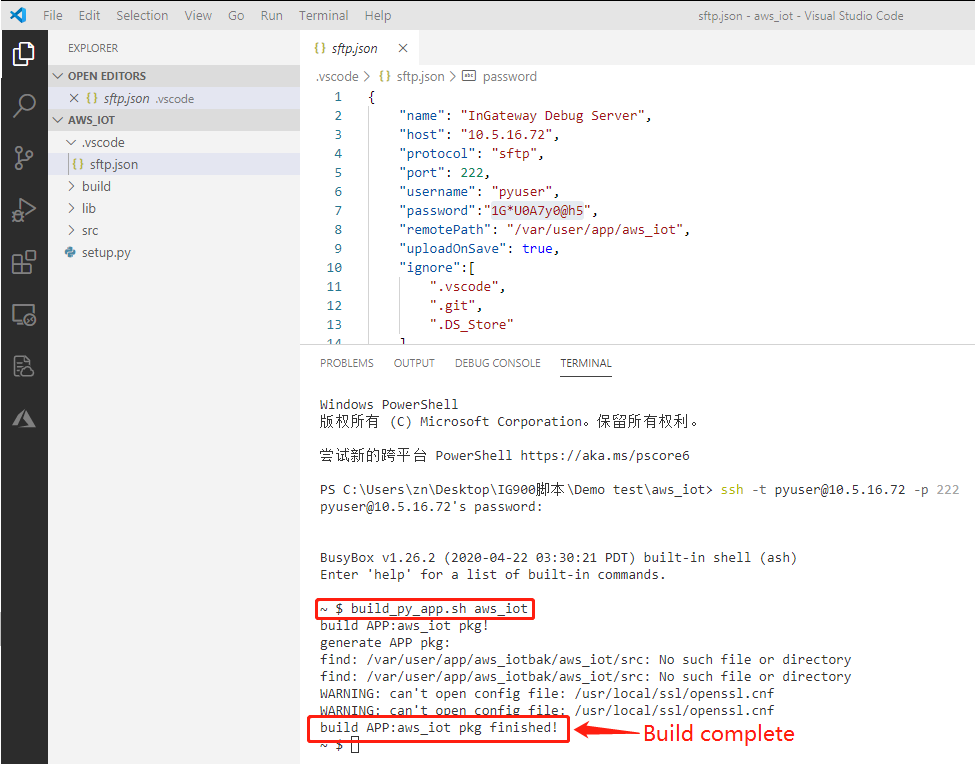 File Edit Selection View Go Run Terminal Help sftp.json - aws_iot - Visual Studio Code
EXPLORER
OPEN EDITORS
{} sftp.json .vscode
AWS_IOT
.vscode
{} sftp.json
build
lib
src
setup.py
{} sftp.json
.vscode > {} sftp.json > abc password
1 {
2 "name": "InGateway Debug Server",
3 "host": "10.5.16.72",
4 "protocol": "sftp",
5 "port": 222,
6 "username": "pyuser",
7 "password":"1G*U0A7y0@h5",
8 "remotePath": "/var/user/app/aws_iot",
9 "uploadOnSave": true,
10 "ignore":[
11 ".vscode",
12 ".git",
13 ".DS_Store"
14 ]
PROBLEMS OUTPUT DEBUG CONSOLE TERMINAL
Windows PowerShell
版权所有 (C) Microsoft Corporation。保留所有权利。
尝试新的跨平台 PowerShell https://aka.ms/pscore6
PS C:\Users\zn\Desktop\IG900脚本\Demo test\aws_iot> ssh -t pyuser@10.5.16.72 -p 222
pyuser@10.5.16.72's password:
BusyBox v1.26.2 (2020-04-22 03:30:21 PDT) built-in shell (ash)
Enter 'help' for a list of built-in commands.
~ $ build_py_app.sh aws_iot
build APP:aws_iot pkg!
generate APP pkg:
find: /var/user/app/aws_iotbak/aws_iot/src: No such file or directory
find: /var/user/app/aws_iotbak/aws_iot/src: No such file or directory
WARNING: can't open config file: /usr/local/ssl/openssl.cnf
WARNING: can't open config file: /usr/local/ssl/openssl.cnf
build APP:aws_iot pkg finished!
Build complete
~ $